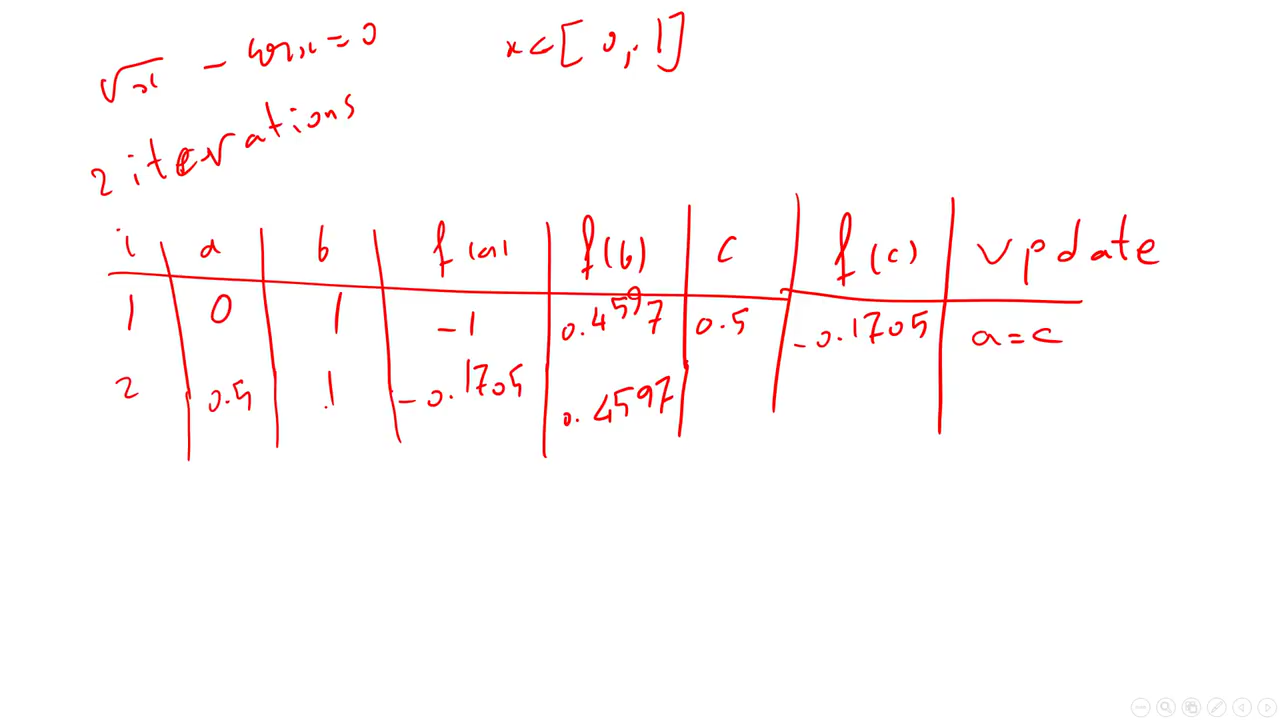 √x - cosx = 0 x ∈ [0, 1]
2 iterations
i a b f(a) f(b) c f(c) update
1 0 1 -1 0.4597 0.5 -0.1705 a = c
2 0.5 1 -0.1705 0.4597